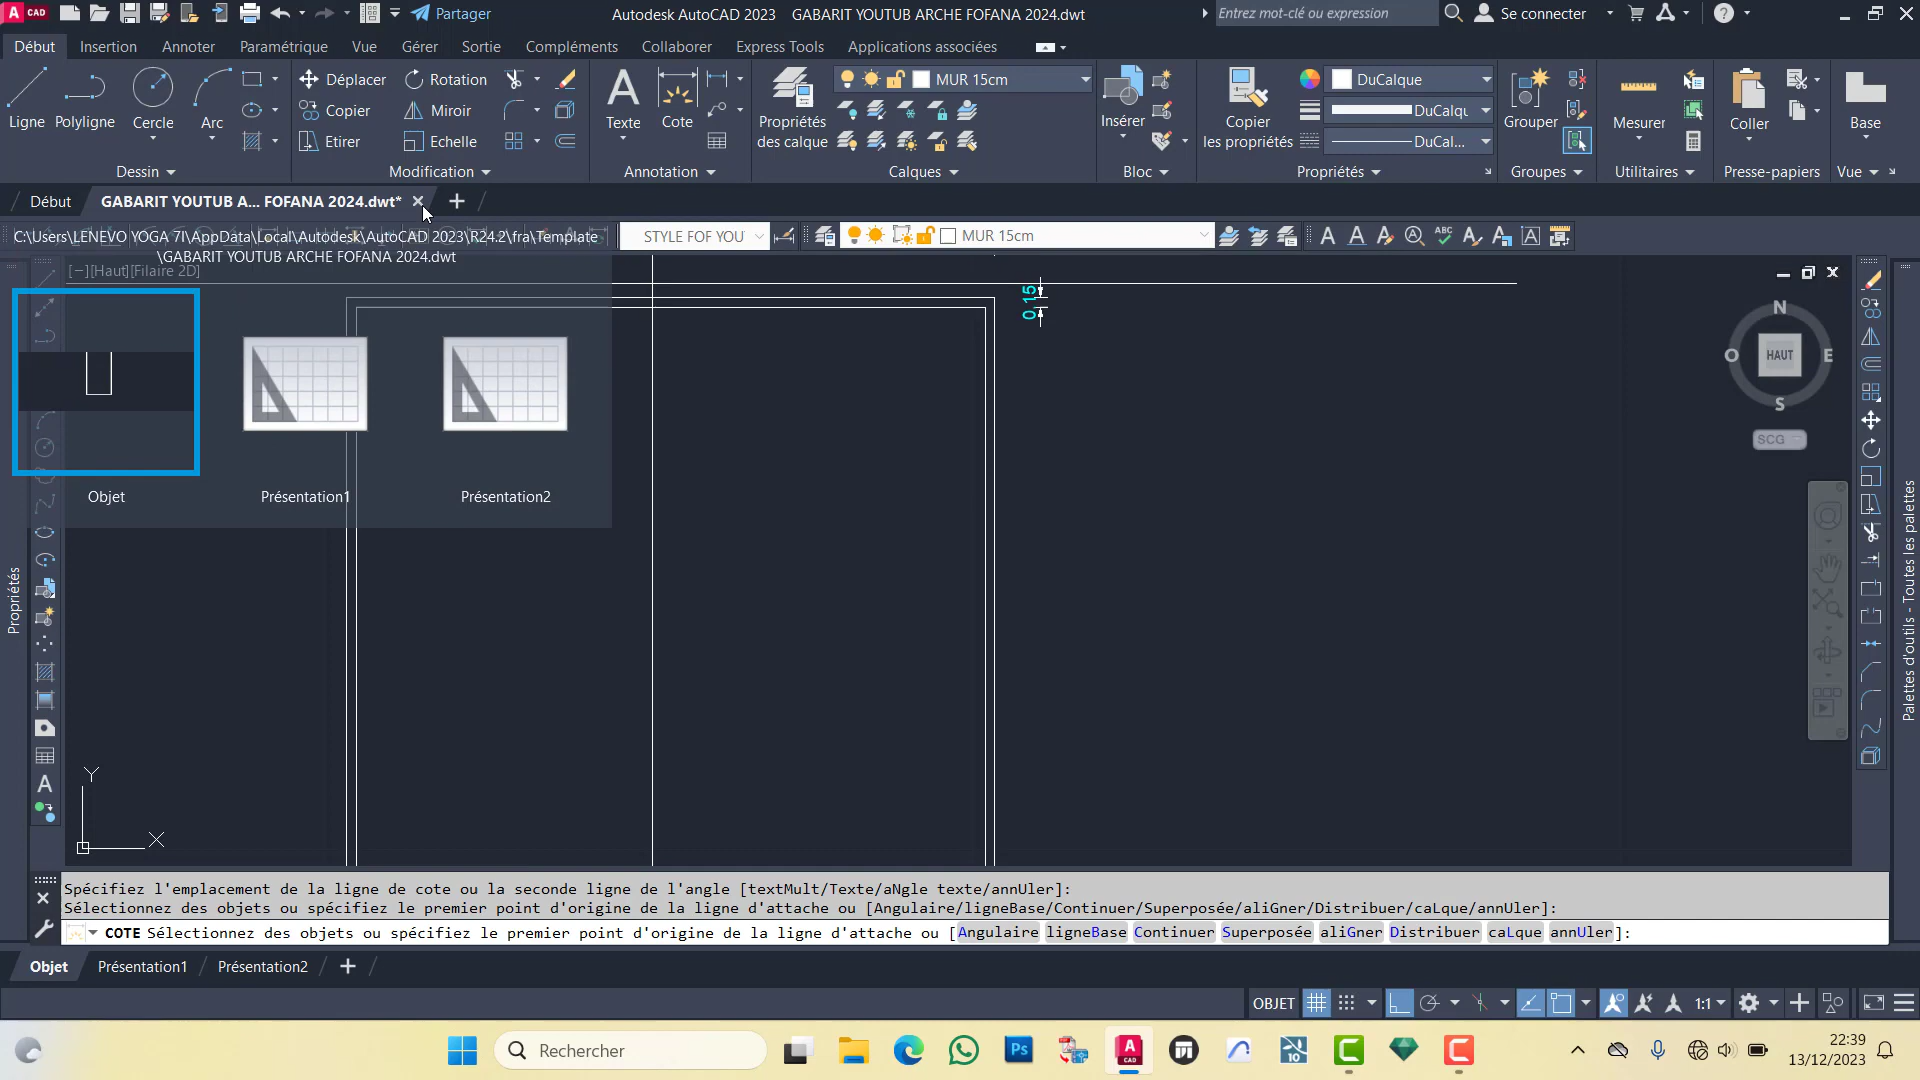 CAD
Partager
Autodesk AutoCAD 2023 GABARIT YOUTUB ARCHE FOFANA 2024.dwt
Entrez mot-clé ou expression
Se connecter
Début Insertion Annoter Paramétrique Vue Gérer Sortie Compléments Collaborer Express Tools Applications associées
Ligne Polyligne Cercle Arc
Déplacer Rotation
Copier Miroir
Etirer Echelle
Texte Cote
Propriétés des calque
MUR 15cm
Insérer
Copier les propriétés
DuCalque
DuCalqu
DuCal...
Grouper
Mesurer
Coller
Base
Dessin Modification Annotation Calques Bloc Propriétés Groupes Utilitaires Presse-papiers Vue
Début GABARIT YOUTUB A... FOFANA 2024.dwt*
C:\Users\LENEVO YOGA 7I\AppData\Local\Autodesk\AutoCAD 2023\R24.2\fra\Template
\GABARIT YOUTUB ARCHE FOFANA 2024.dwt
STYLE FOF YOU
MUR 15cm
[−][Haut][Filaire 2D]
Objet Présentation1 Présentation2
0,15
N
O HAUT E
S
SCG
Propriétés
Palettes d'outils - Toutes les palettes
Y
X
Spécifiez l'emplacement de la ligne de cote ou la seconde ligne de l'angle [textMult/Texte/aNgle texte/annUler]:
Sélectionnez des objets ou spécifiez le premier point d'origine de la ligne d'attache ou [Angulaire/ligneBase/Continuer/Superposée/aliGner/Distribuer/caLque/annUler]:
COTE Sélectionnez des objets ou spécifiez le premier point d'origine de la ligne d'attache ou [Angulaire ligneBase Continuer Superposée aliGner Distribuer caLque annUler]:
Objet Présentation1 Présentation2
OBJET
1:1
Rechercher
22:39
13/12/2023